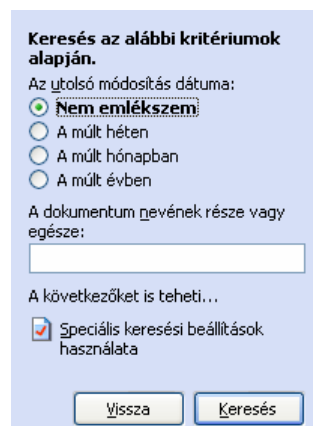 Keresés az alábbi kritériumok
alapján.
Az utolsó módosítás dátuma:
Nem emlékszem
A múlt héten
A múlt hónapban
A múlt évben
A dokumentum nevének része vagy
egésze:
A következőket is teheti...
Speciális keresési beállítások
használata
Vissza
Keresés